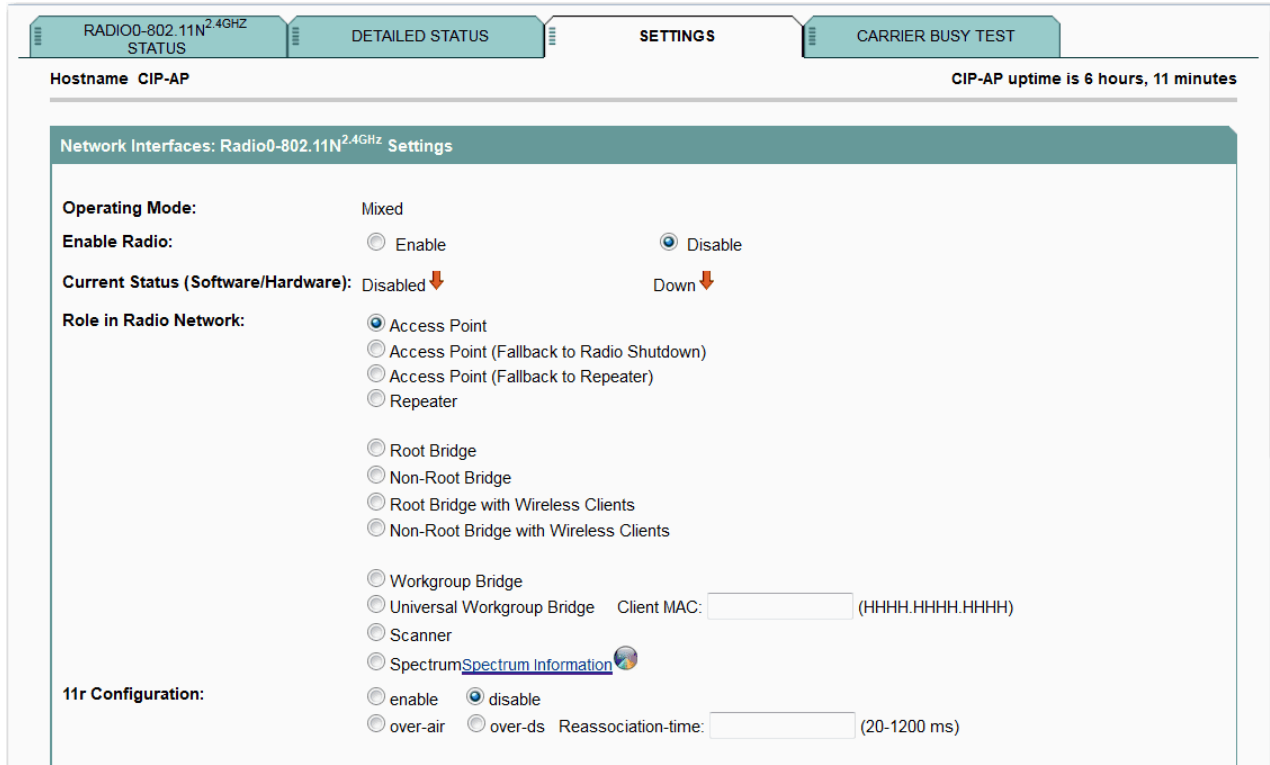 RADIO0-802.11N2.4GHZ STATUS
DETAILED STATUS
SETTINGS
CARRIER BUSY TEST
Hostname CIP-AP
CIP-AP uptime is 6 hours, 11 minutes
Network Interfaces: Radio0-802.11N2.4GHz Settings
Operating Mode: Mixed
Enable Radio: Enable Disable
Current Status (Software/Hardware): Disabled Down
Role in Radio Network: Access Point
Access Point (Fallback to Radio Shutdown)
Access Point (Fallback to Repeater)
Repeater
Root Bridge
Non-Root Bridge
Root Bridge with Wireless Clients
Non-Root Bridge with Wireless Clients
Workgroup Bridge
Universal Workgroup Bridge Client MAC: (HHHH.HHHH.HHHH)
Scanner
SpectrumSpectrum Information
11r Configuration: enable disable
over-air over-ds Reassociation-time: (20-1200 ms)